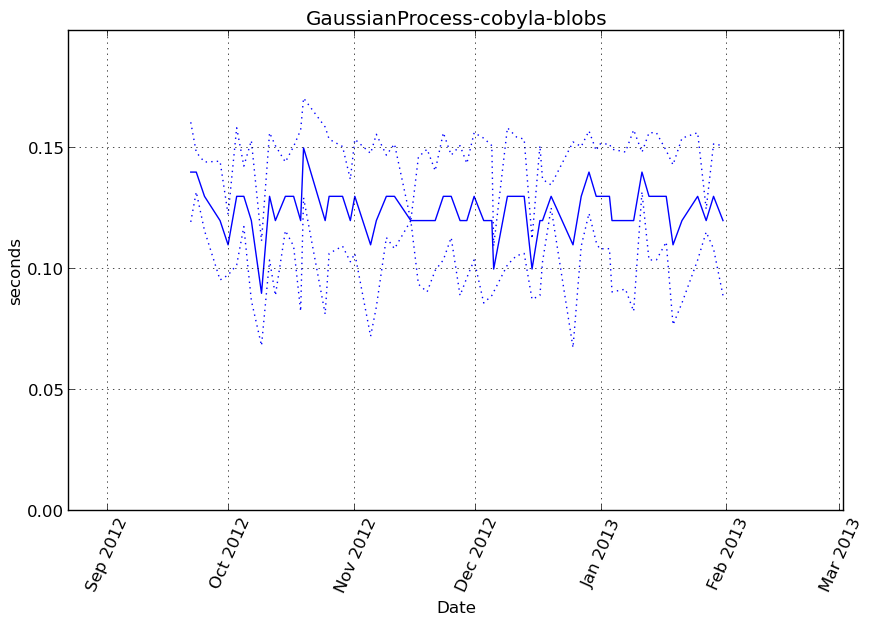 GaussianProcess-cobyla-blobs
0.15
0.10
0.05
0.00
seconds
Sep 2012
Oct 2012
Nov 2012
Dec 2012
Jan 2013
Feb 2013
Mar 2013
Date